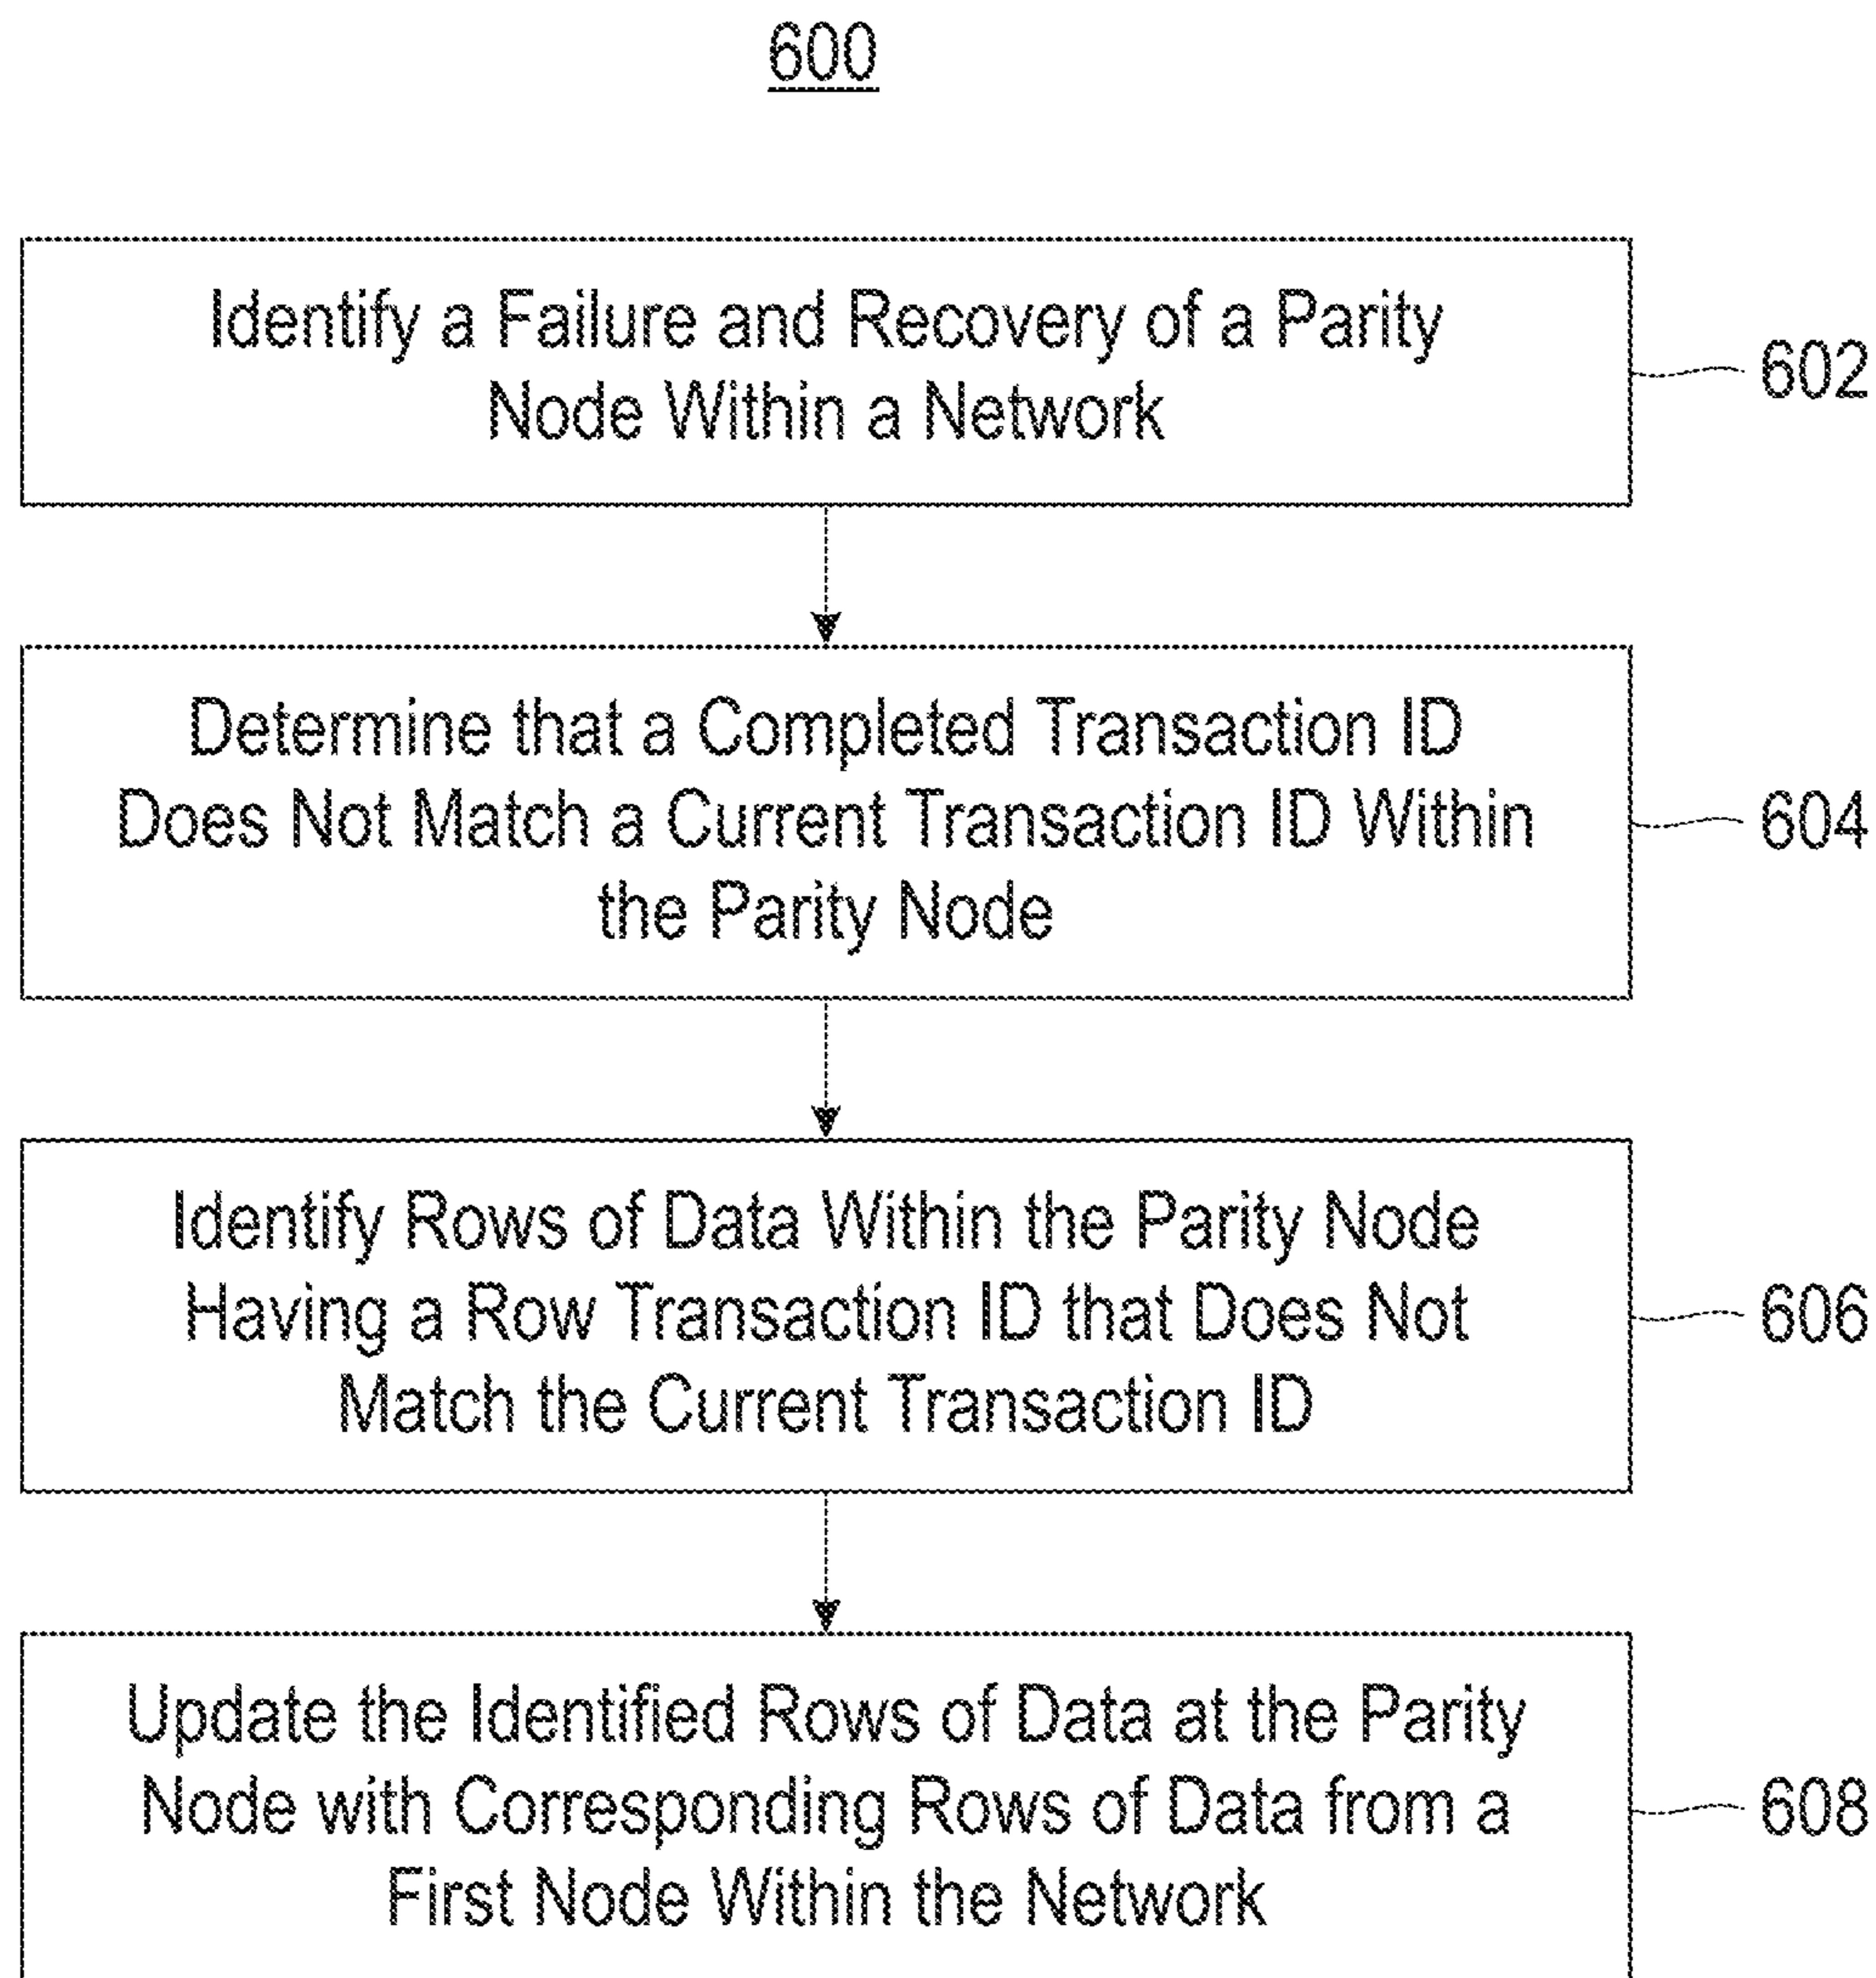 600
Identify a Failure and Recovery of a Parity
Node Within a Network
602
Determine that a Completed Transaction ID
Does Not Match a Current Transaction ID Within
the Parity Node
604
Identify Rows of Data Within the Parity Node
Having a Row Transaction ID that Does Not
Match the Current Transaction ID
606
Update the Identified Rows of Data at the Parity
Node with Corresponding Rows of Data from a
First Node Within the Network
608